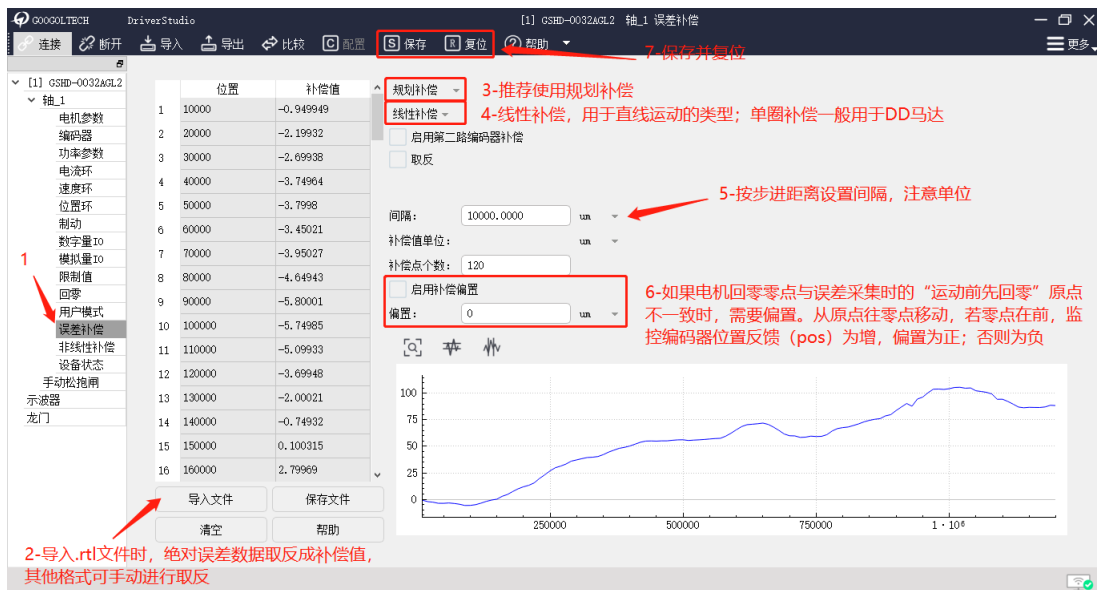 GOOGOLTECH DriverStudio [1] GSHD-0032AGL2 轴_1 误差补偿
连接 断开 导入 导出 比较 C 配置 S 保存 R 复位 帮助 更多
7-保存并复位
[1] GSHD-0032AGL2
轴_1
电机参数
编码器
功率参数
电流环
速度环
位置环
制动
数字量IO
模拟量IO
限制值
回零
用户模式
误差补偿
非线性补偿
设备状态
手动松抱闸
示波器
龙门
1
位置 补偿值
1 10000 -0.949949
2 20000 -2.19932
3 30000 -2.69938
4 40000 -3.74964
5 50000 -3.7998
6 60000 -3.45021
7 70000 -3.95027
8 80000 -4.64943
9 90000 -5.80001
10 100000 -5.74985
11 110000 -5.09933
12 120000 -3.69948
13 130000 -2.00021
14 140000 -0.74932
15 150000 0.100315
16 160000 2.79969
导入文件 保存文件
清空 帮助
2-导入.rtl文件时，绝对误差数据取反成补偿值，
其他格式可手动进行取反
规划补偿
3-推荐使用规划补偿
线性补偿
4-线性补偿，用于直线运动的类型；单圈补偿一般用于DD马达
启用第二路编码器补偿
取反
5-按步进距离设置间隔，注意单位
间隔： 10000.0000 um
补偿值单位： um
补偿点个数： 120
启用补偿偏置
偏置： 0 um
6-如果电机回零零点与误差采集时的“运动前先回零”原点
不一致时，需要偏置。从原点往零点移动，若零点在前，监
控编码器位置反馈（pos）为增，偏置为正；否则为负
100
75
50
25
0
250000 500000 750000 1·10⁶